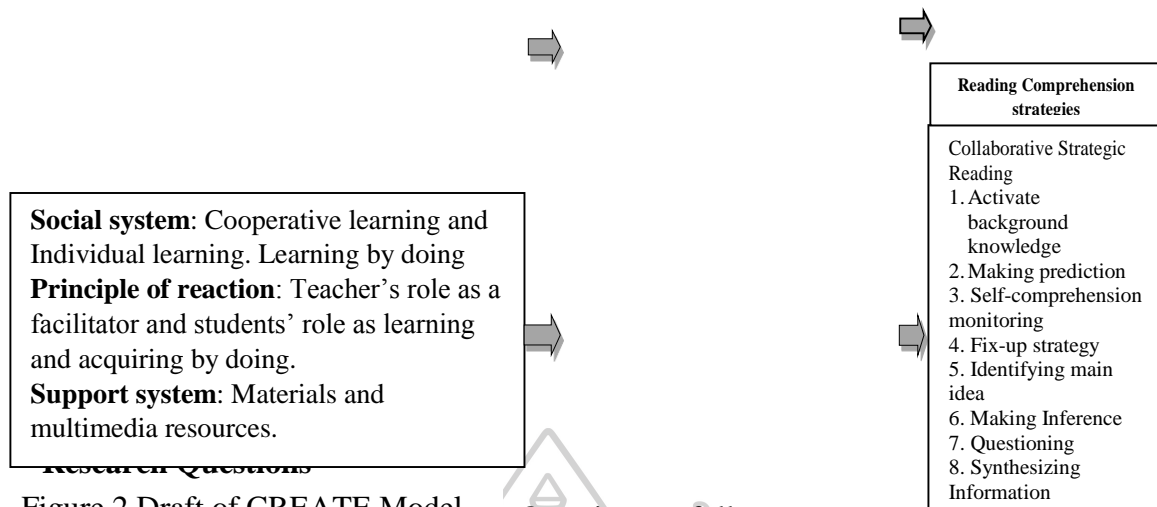 Social system: Cooperative learning and
Individual learning. Learning by doing
Principle of reaction: Teacher's role as a
facilitator and students' role as learning
and acquiring by doing.
Support system: Materials and
multimedia resources.
Research Questions
Figure 2 Draft of CREATE Model
Reading Comprehension
strategies
Collaborative Strategic
Reading
1. Activate
background
knowledge
2. Making prediction
3. Self-comprehension
monitoring
4. Fix-up strategy
5. Identifying main
idea
6. Making Inference
7. Questioning
8. Synthesizing
Information